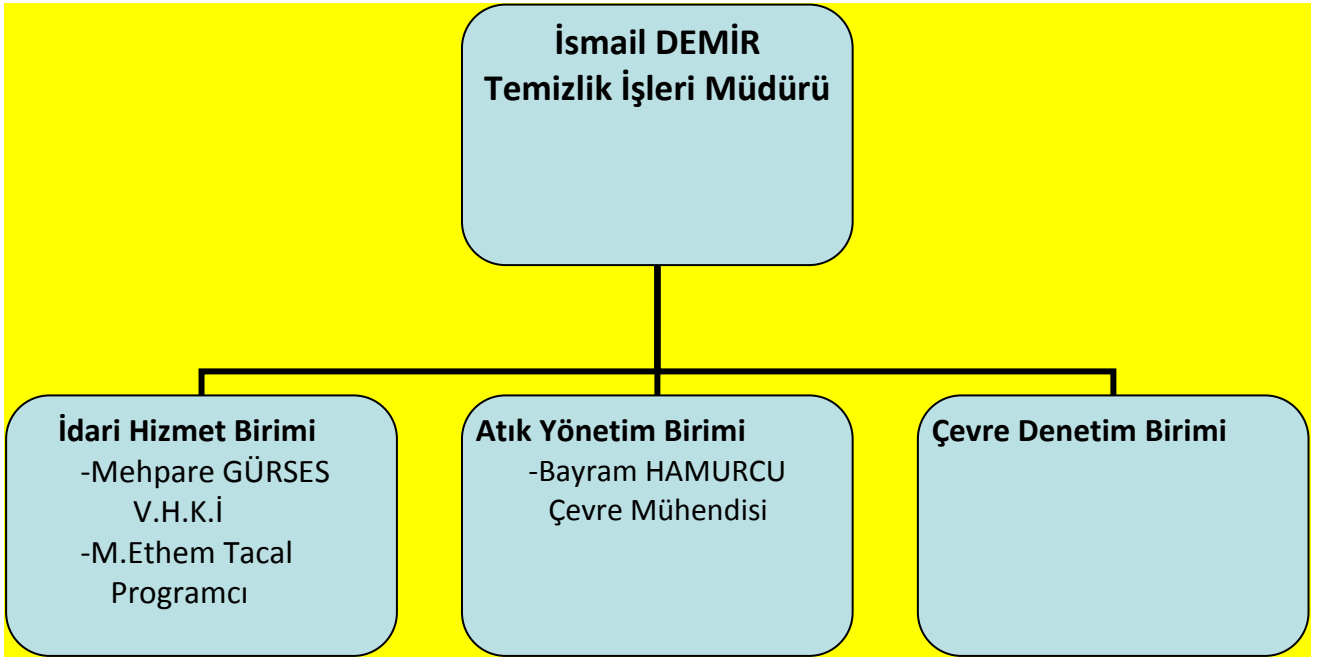 İsmail DEMİR
Temizlik İşleri Müdürü
İdari Hizmet Birimi
-Mehpare GÜRSES
V.H.K.İ
-M.Ethem Tacal
Programcı
Atık Yönetim Birimi
-Bayram HAMURCU
Çevre Mühendisi
Çevre Denetim Birimi